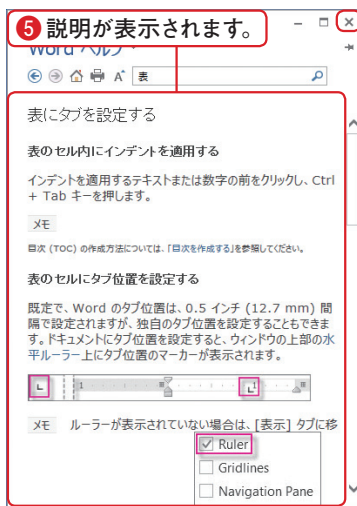 ❺ 説明が表示されます。
Word ヘルプ
表
表にタブを設定する
表のセル内にインデントを適用する
インデントを適用するテキストまたは数字の前をクリックし、Ctrl
+ Tab キーを押します。
メモ
目次 (TOC) の作成方法については、「目次を作成する」を参照してください。
表のセルにタブ位置を設定する
既定で、Word のタブ位置は、0.5 インチ (12.7 mm) 間
隔で設定されますが、独自のタブ位置を設定することもできま
す。ドキュメントにタブ位置を設定すると、ウィンドウの上部の水
平ルーラー上にタブ位置のマーカーが表示されます。
メモ ルーラーが表示されていない場合は、[表示] タブに移
Ruler
Gridlines
Navigation Pane